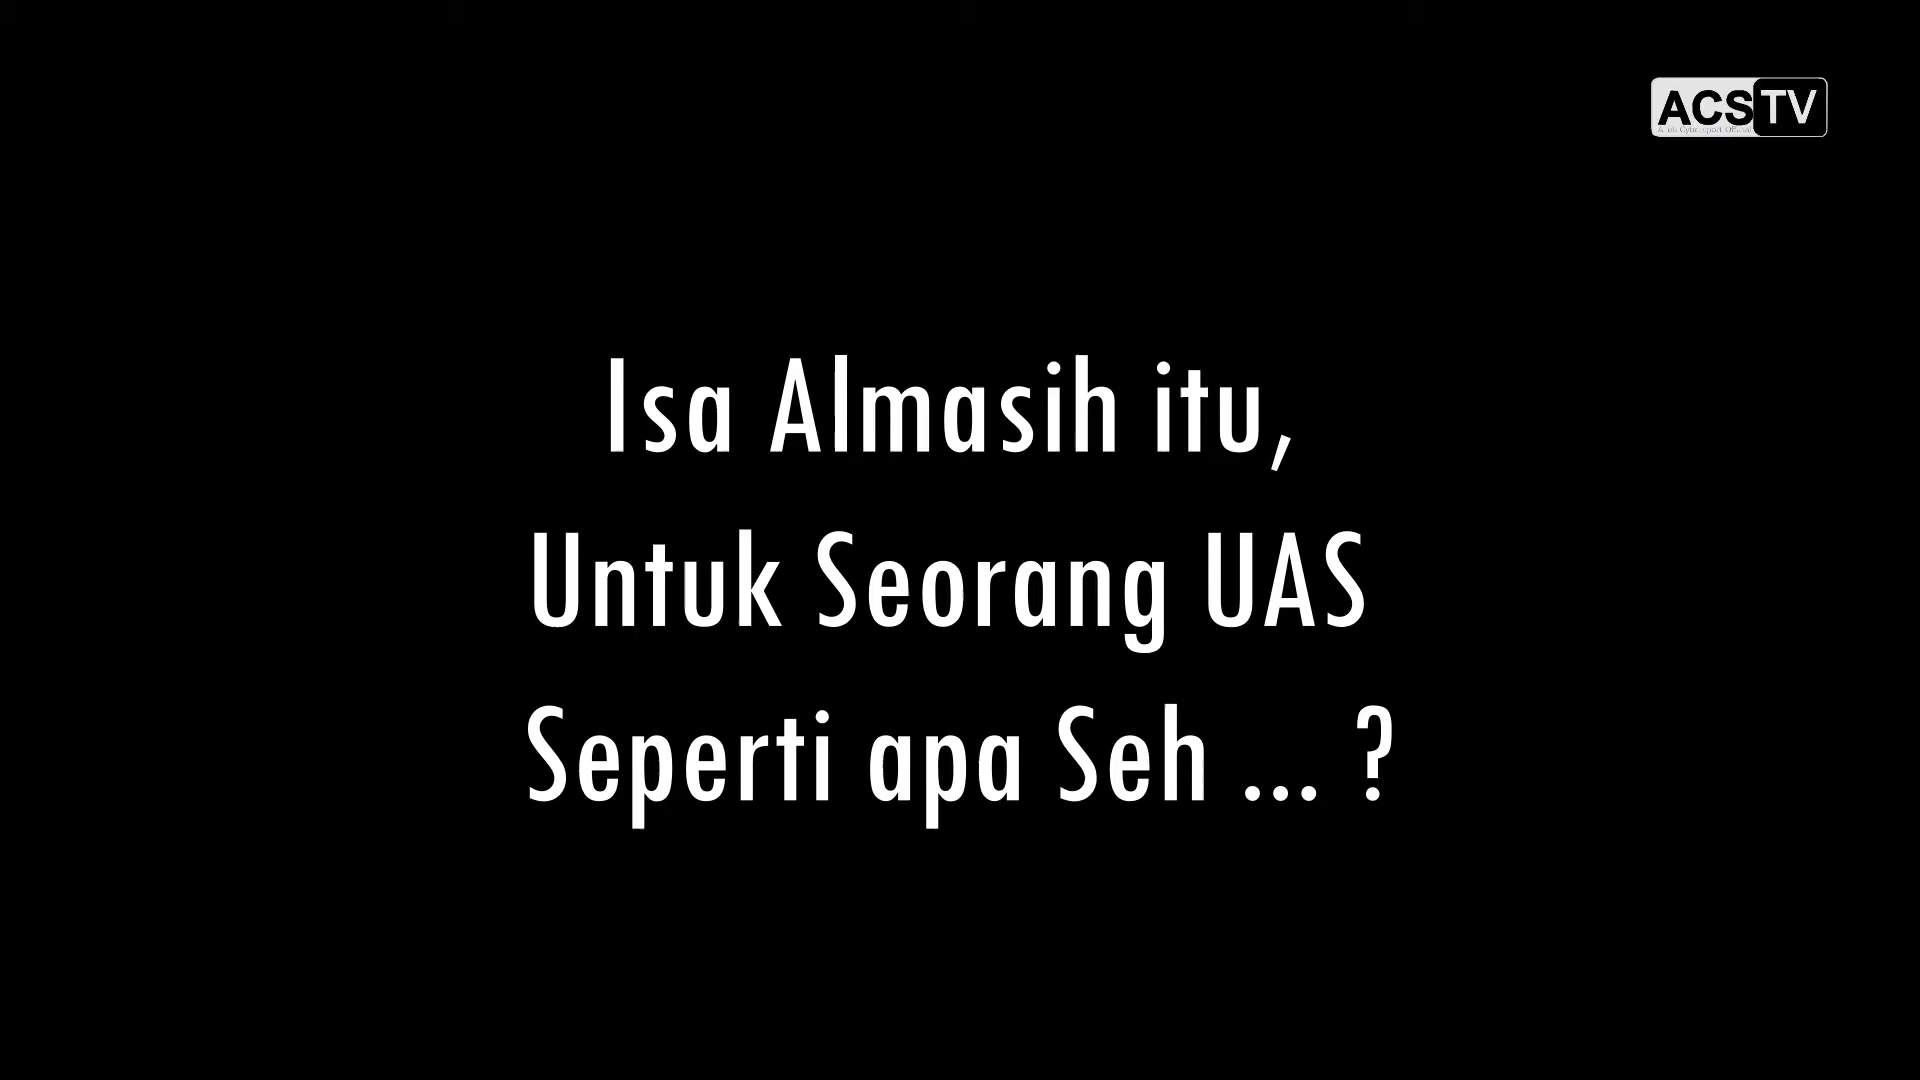 ACSTV
Isa Almasih itu,
Untuk Seorang UAS
Seperti apa Seh ... ?